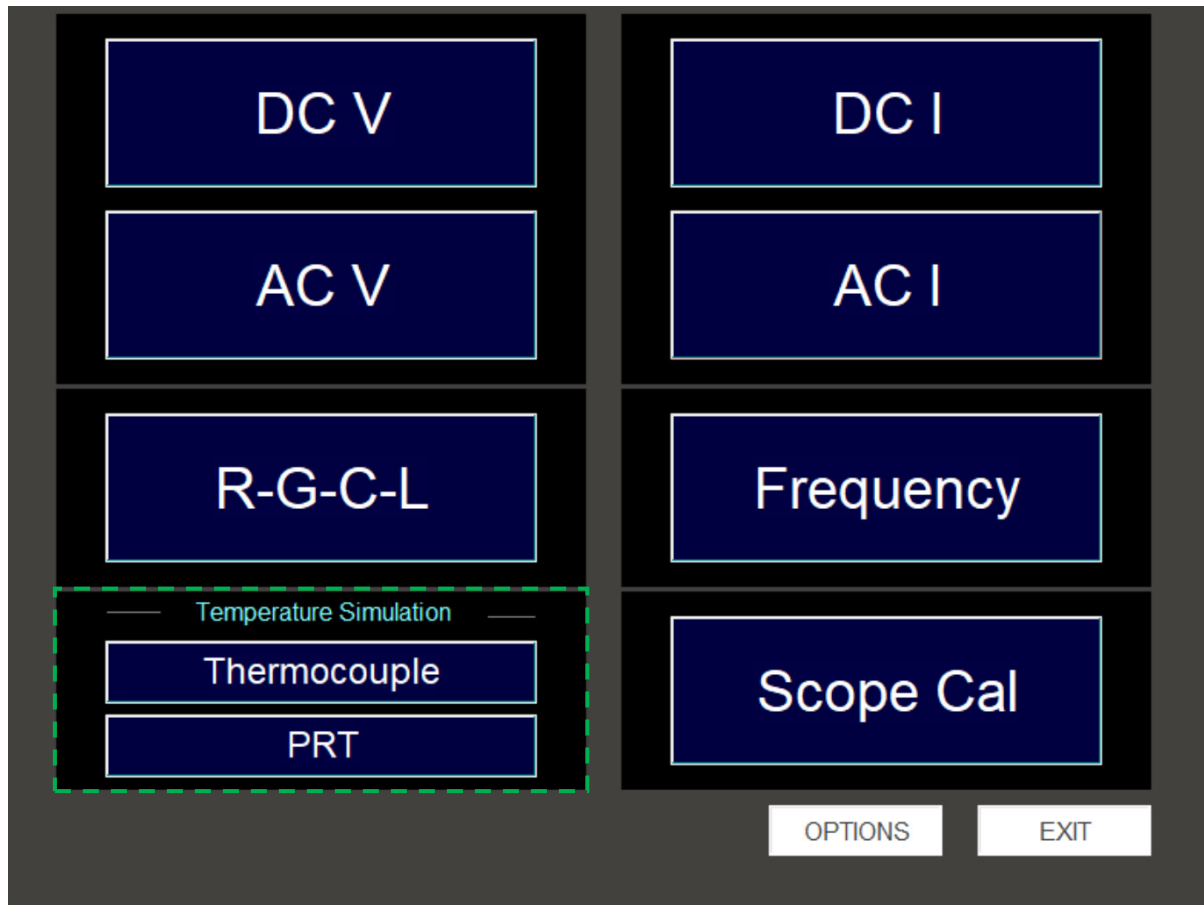 DC V
DC I
AC V
AC I
R-G-C-L
Frequency
Temperature Simulation
Thermocouple
PRT
Scope Cal
OPTIONS
EXIT